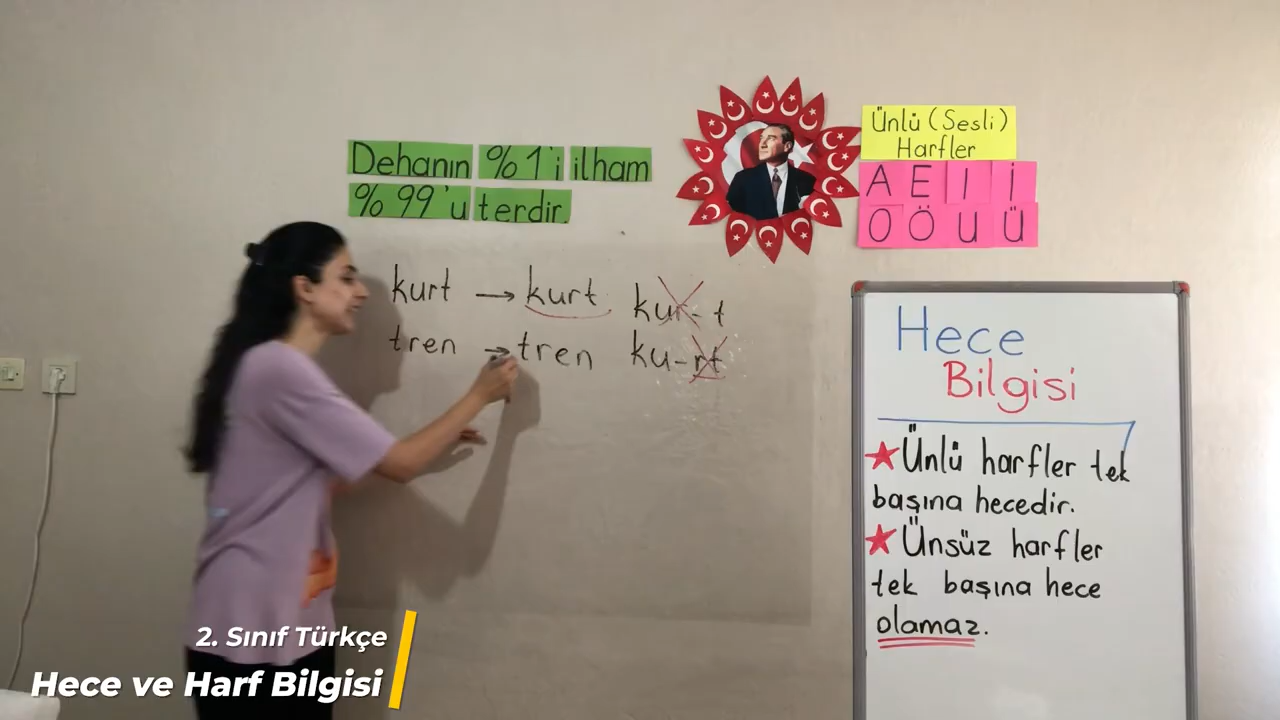 Dehanın %1'i ilham
%99'u terdir.
Ünlü (Sesli)
Harfler
A E I İ
O Ö U Ü
kurt → kurt kur-t
tren → tren ku-rt
Hece
Bilgisi
★Ünlü harfler tek
başına hecedir.
★Ünsüz harfler
tek başına hece
olamaz.
2. Sınıf Türkçe
Hece ve Harf Bilgisi